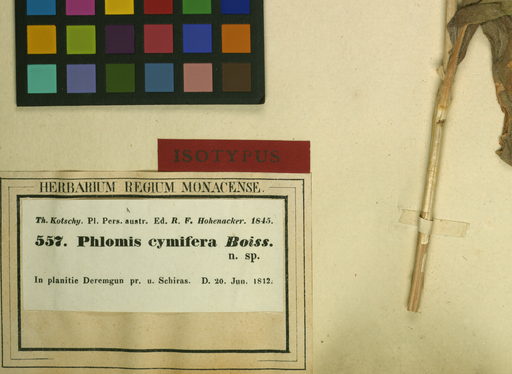 ISOTYPUS
HERBARIUM REGIUM MONACENSE.
Th. Kotschy. Pl. Pers. austr. Ed. R. F. Hohenacker. 1845.
557. Phlomis cymifera Boiss.
n. sp.
In planitie Deremgun pr. u. Schiras. D. 20. Jun. 1842.